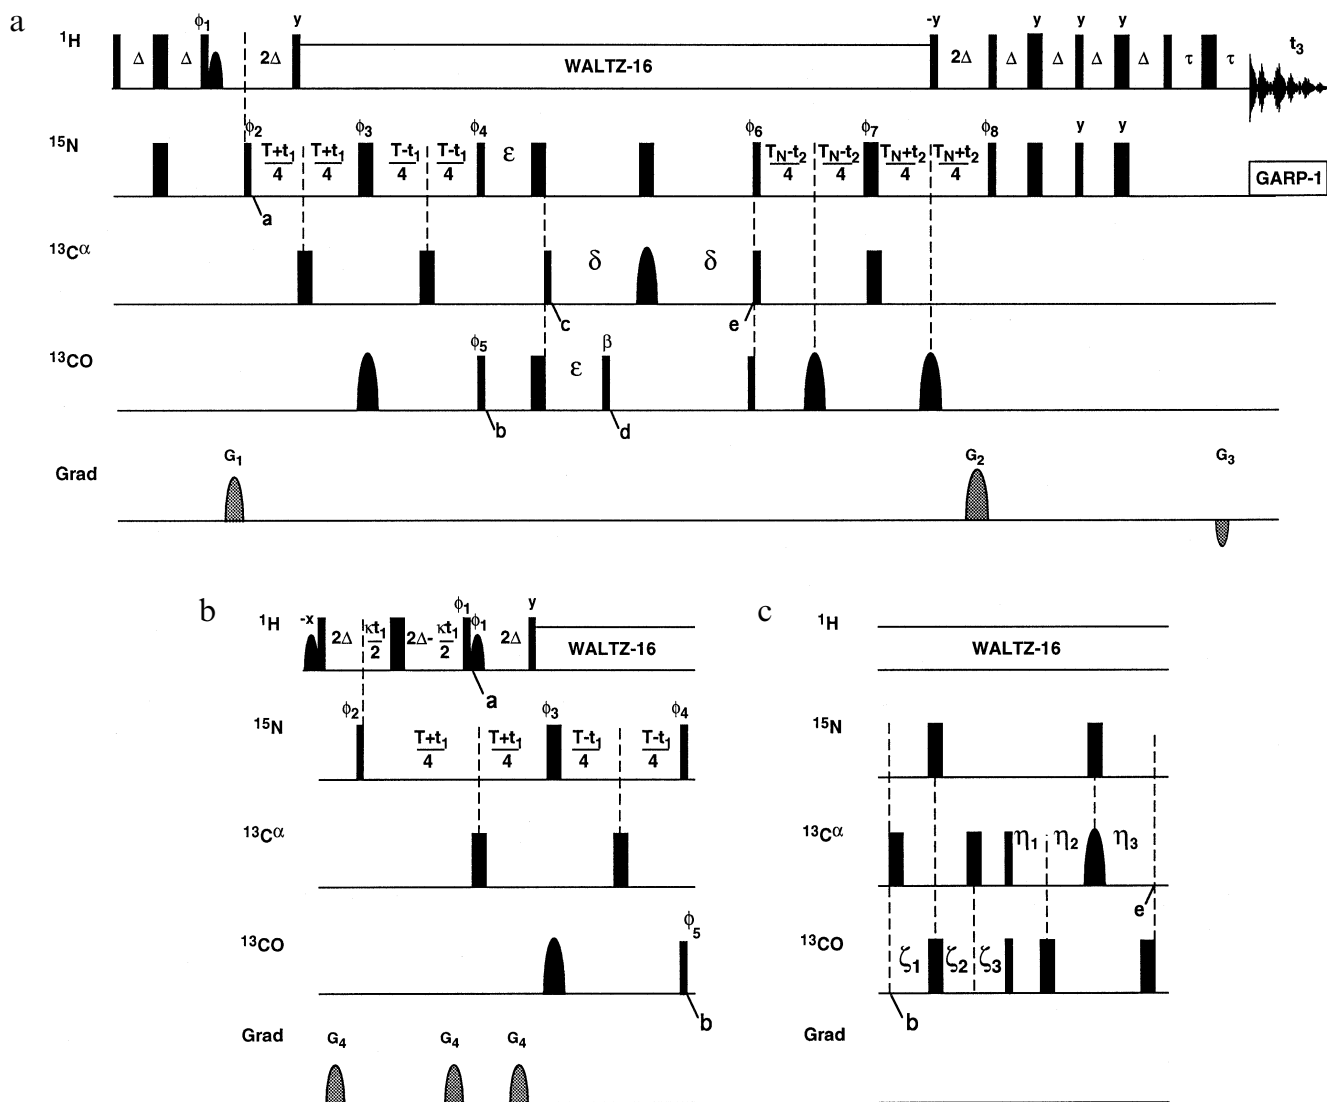 a
ϕ1 y -y y y y t3
1H Δ Δ 2Δ WALTZ-16 2Δ Δ Δ Δ Δ τ τ
15N ϕ2 T+t1/4 T+t1/4 ϕ3 T-t1/4 T-t1/4 ϕ4 ε ϕ6 TN-t2/4 TN-t2/4 ϕ7 TN+t2/4 TN+t2/4 ϕ8 y y GARP-1
a
13Cα δ δ
c e
13CO ϕ5 ε β
b d
Grad G1 G2 G3
b
1H -x 2Δ κt1/2 2Δ- κt1/2 ϕ1 ϕ1 2Δ y WALTZ-16
a
15N ϕ2 T+t1/4 T+t1/4 ϕ3 T-t1/4 T-t1/4 ϕ4
13Cα
13CO ϕ5
b
Grad G4 G4 G4
c
1H WALTZ-16
15N
13Cα η1 η2 η3
e
13CO ζ1 ζ2 ζ3
b
Grad